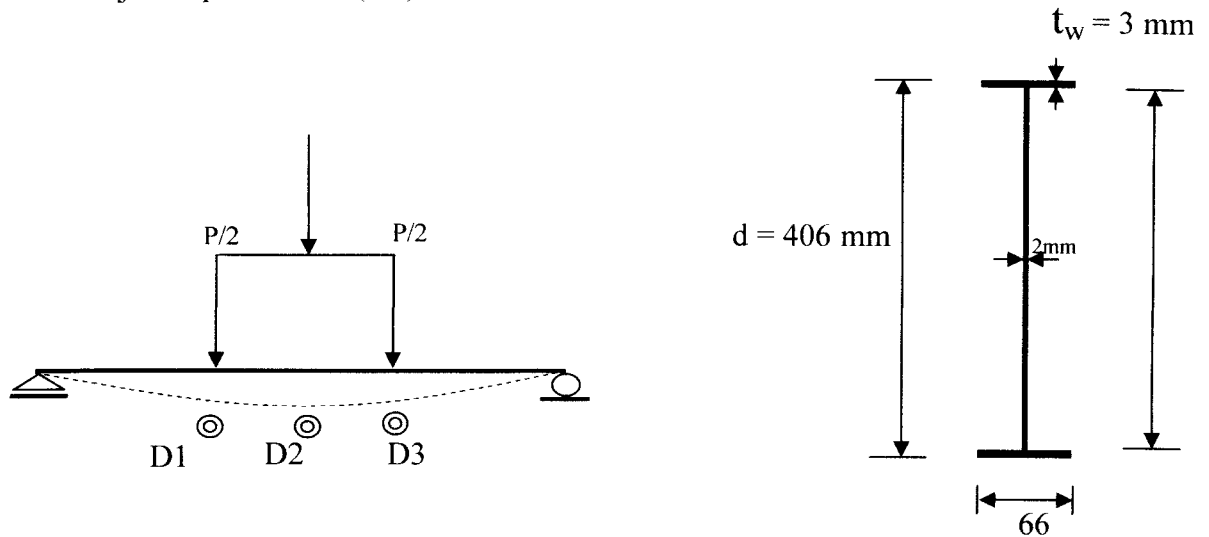 t_w = 3 mm
P/2
P/2
d = 406 mm
2mm
D1
D2
D3
66